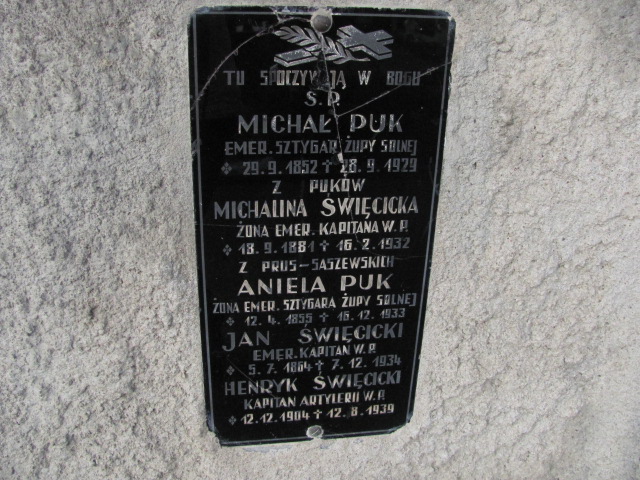 TU SPOCZYWAJĄ W BOGU
Ś.P.
MICHAŁ PUK
EMER. SZTYGAR ŻUPY SOLNEJ
29.9.1852 † 28.9.1929
Z PUKÓW
MICHALINA ŚWIĘCICKA
ŻONA EMER. KAPITANA W.P.
18.9.1881 † 16.2.1932
Z PRUS-SASZEWSKICH
ANIELA PUK
ŻONA EMER. SZTYGARA ŻUPY SOLNEJ
12.4.1855 † 16.12.1933
JAN ŚWIĘCICKI
EMER. KAPITAN W.P.
5.7.1864 † 7.12.1934
HENRYK ŚWIĘCICKI
KAPITAN ARTYLERII W.P.
12.12.1904 † 12.8.1939